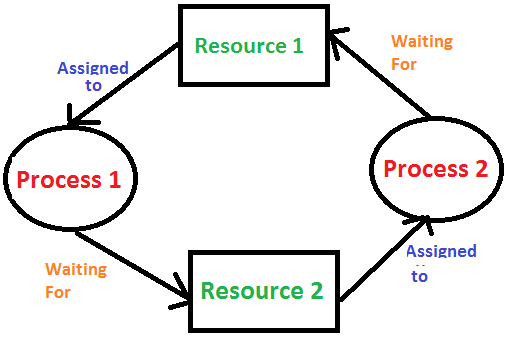 Resource 1
Waiting
For
Assigned
to
Process 1
Process 2
Waiting
For
Resource 2
Assigned
to